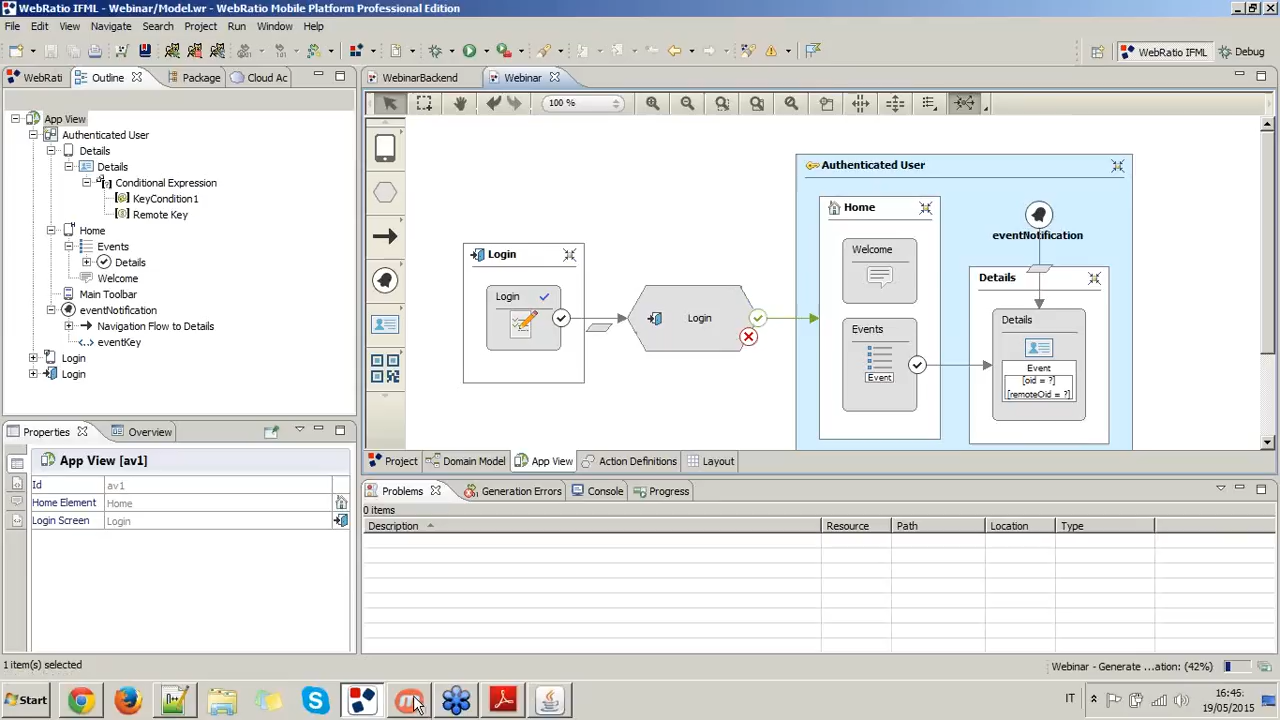 WebRatio IFML - Webinar/Model.wr - WebRatio Mobile Platform Professional Edition
File Edit View Navigate Search Project Run Window Help
WebRatio IFML Debug
WebRati Outline Package Cloud Ac
WebinarBackend Webinar
100 %
App View
Authenticated User
Details
Details
Conditional Expression
KeyCondition1
Remote Key
Home
Events
Details
Welcome
Main Toolbar
eventNotification
Navigation Flow to Details
eventKey
Login
Login
Authenticated User
Home
Welcome
Events
Event
eventNotification
Details
Details
Event
[oid = ?]
[remoteOid = ?]
Login
Login
Login
Project Domain Model App View Action Definitions Layout
Properties Overview
App View [av1]
Id av1
Home Element Home
Login Screen Login
Problems Generation Errors Console Progress
0 items
Description Resource Path Location Type
1 item(s) selected
Webinar - Generate ...ation: (42%)
Start
IT
16:45
19/05/2015